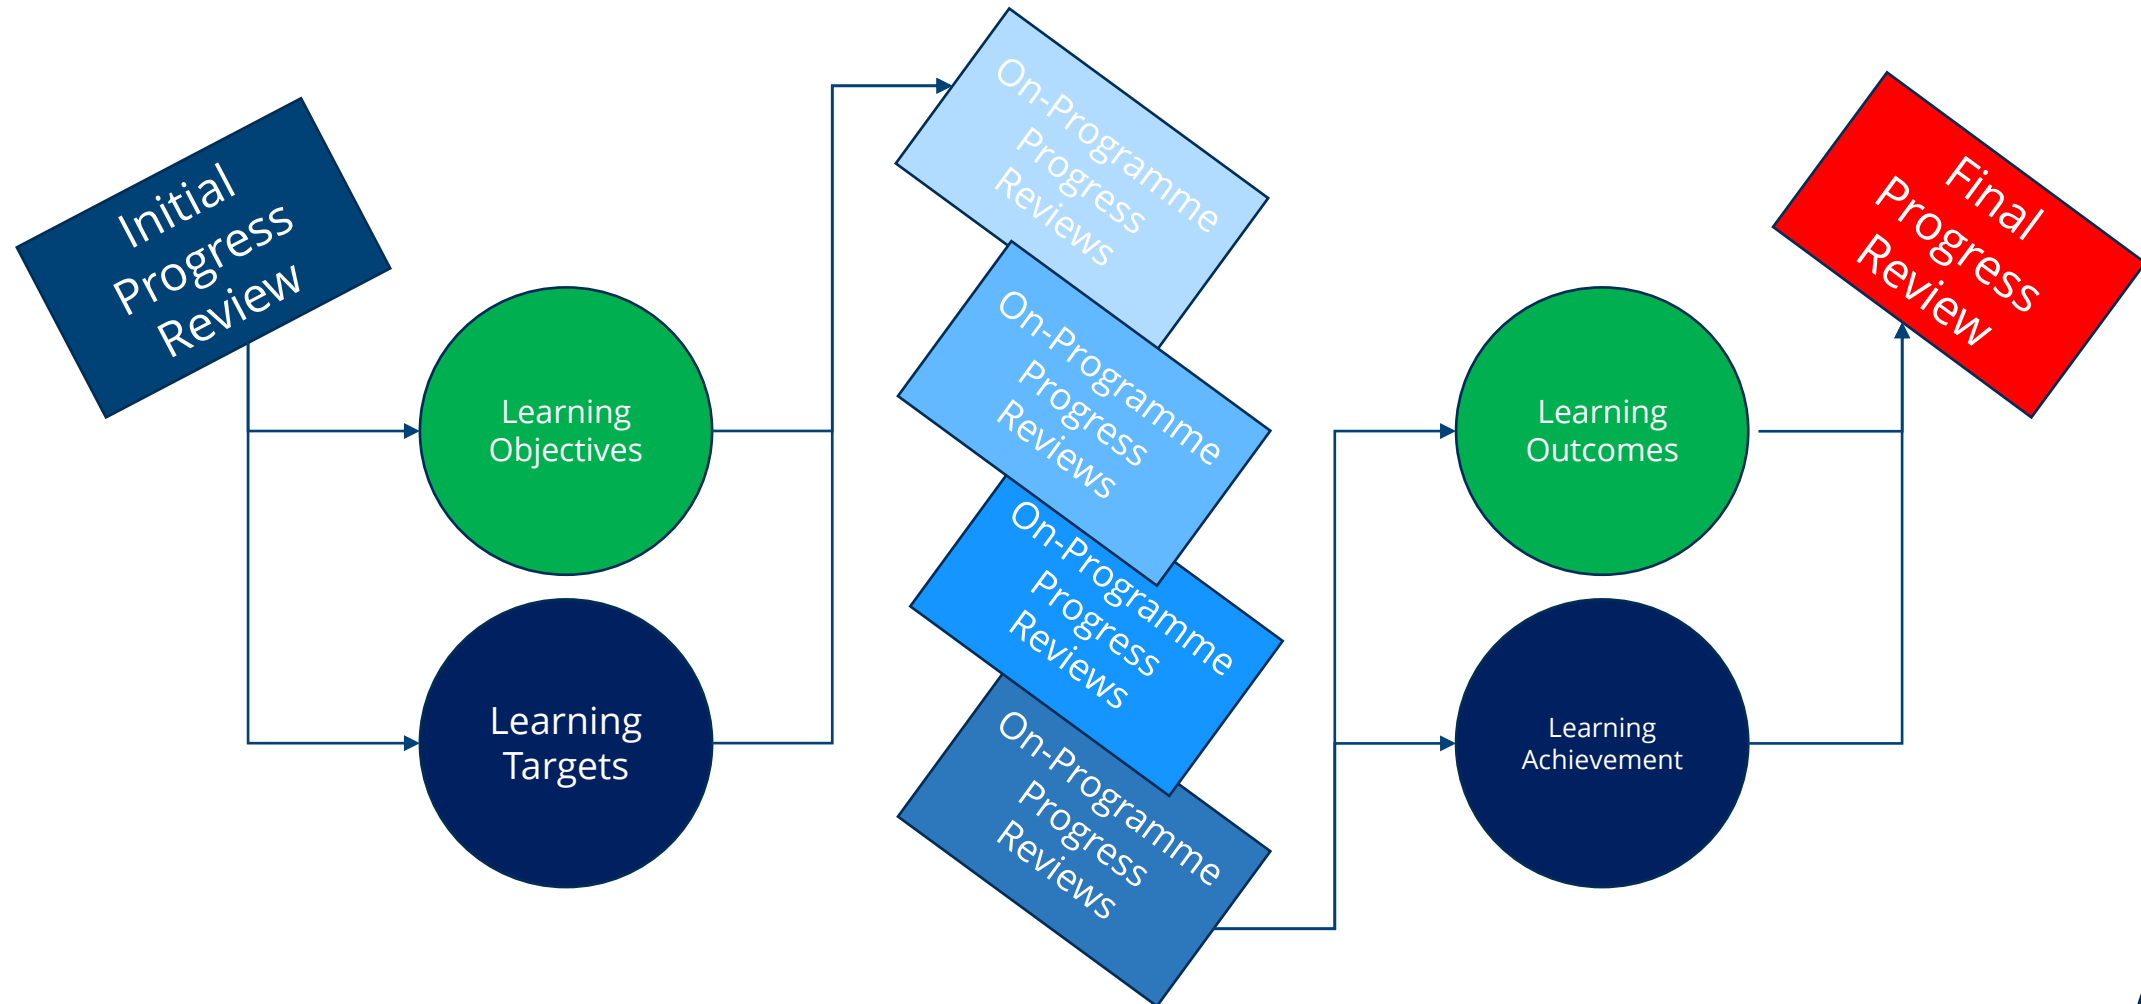 Initial
Progress
Review
Learning
Objectives
Learning
Targets
On-Programme
Progress
Reviews
On-Programme
Progress
Reviews
On-Programme
Progress
Reviews
On-Programme
Progress
Reviews
Learning
Outcomes
Learning
Achievement
Final
Progress
Review